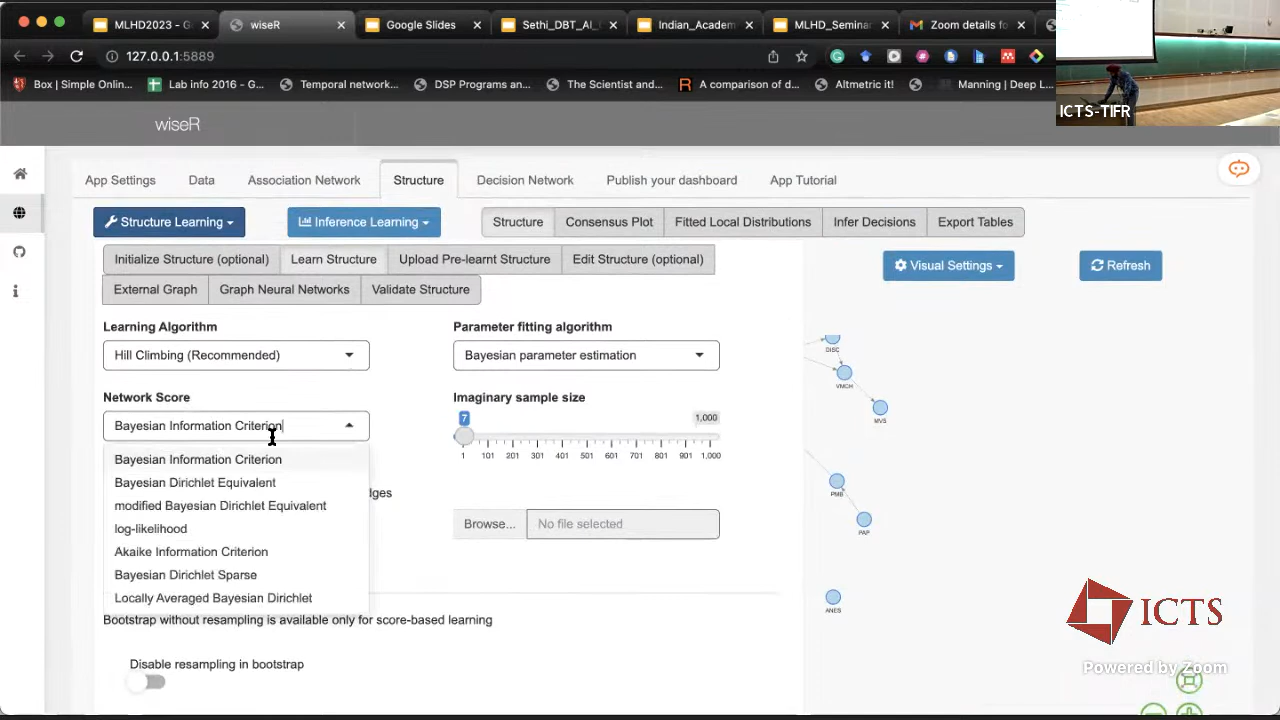 MLHD2023 - G
wiseR
Google Slides
Sethi_DBT_AI_
Indian_Academ
MLHD_Semina
Zoom details fo
127.0.0.1:5889
Box | Simple Onlin...
Lab info 2016 - G...
Temporal network...
DSP Programs an...
The Scientist and...
A comparison of d...
Altmetric it!
Manning | Deep L...
ICTS-TIFR
wiseR
App Settings
Data
Association Network
Structure
Decision Network
Publish your dashboard
App Tutorial
Structure Learning
Inference Learning
Structure
Consensus Plot
Fitted Local Distributions
Infer Decisions
Export Tables
Initialize Structure (optional)
Learn Structure
Upload Pre-learnt Structure
Edit Structure (optional)
Visual Settings
Refresh
External Graph
Graph Neural Networks
Validate Structure
Learning Algorithm
Parameter fitting algorithm
Hill Climbing (Recommended)
Bayesian parameter estimation
Network Score
Imaginary sample size
Bayesian Information Criterion
7
1,000
1 101 201 301 401 501 601 701 801 901 1,000
Bayesian Information Criterion
Bayesian Dirichlet Equivalent
modified Bayesian Dirichlet Equivalent
log-likelihood
Akaike Information Criterion
Bayesian Dirichlet Sparse
Locally Averaged Bayesian Dirichlet
dges
Browse...
No file selected
Bootstrap without resampling is available only for score-based learning
Disable resampling in bootstrap
DISC
VMCH
MVS
PMB
PAP
ANES
ICTS
Powered by Zoom